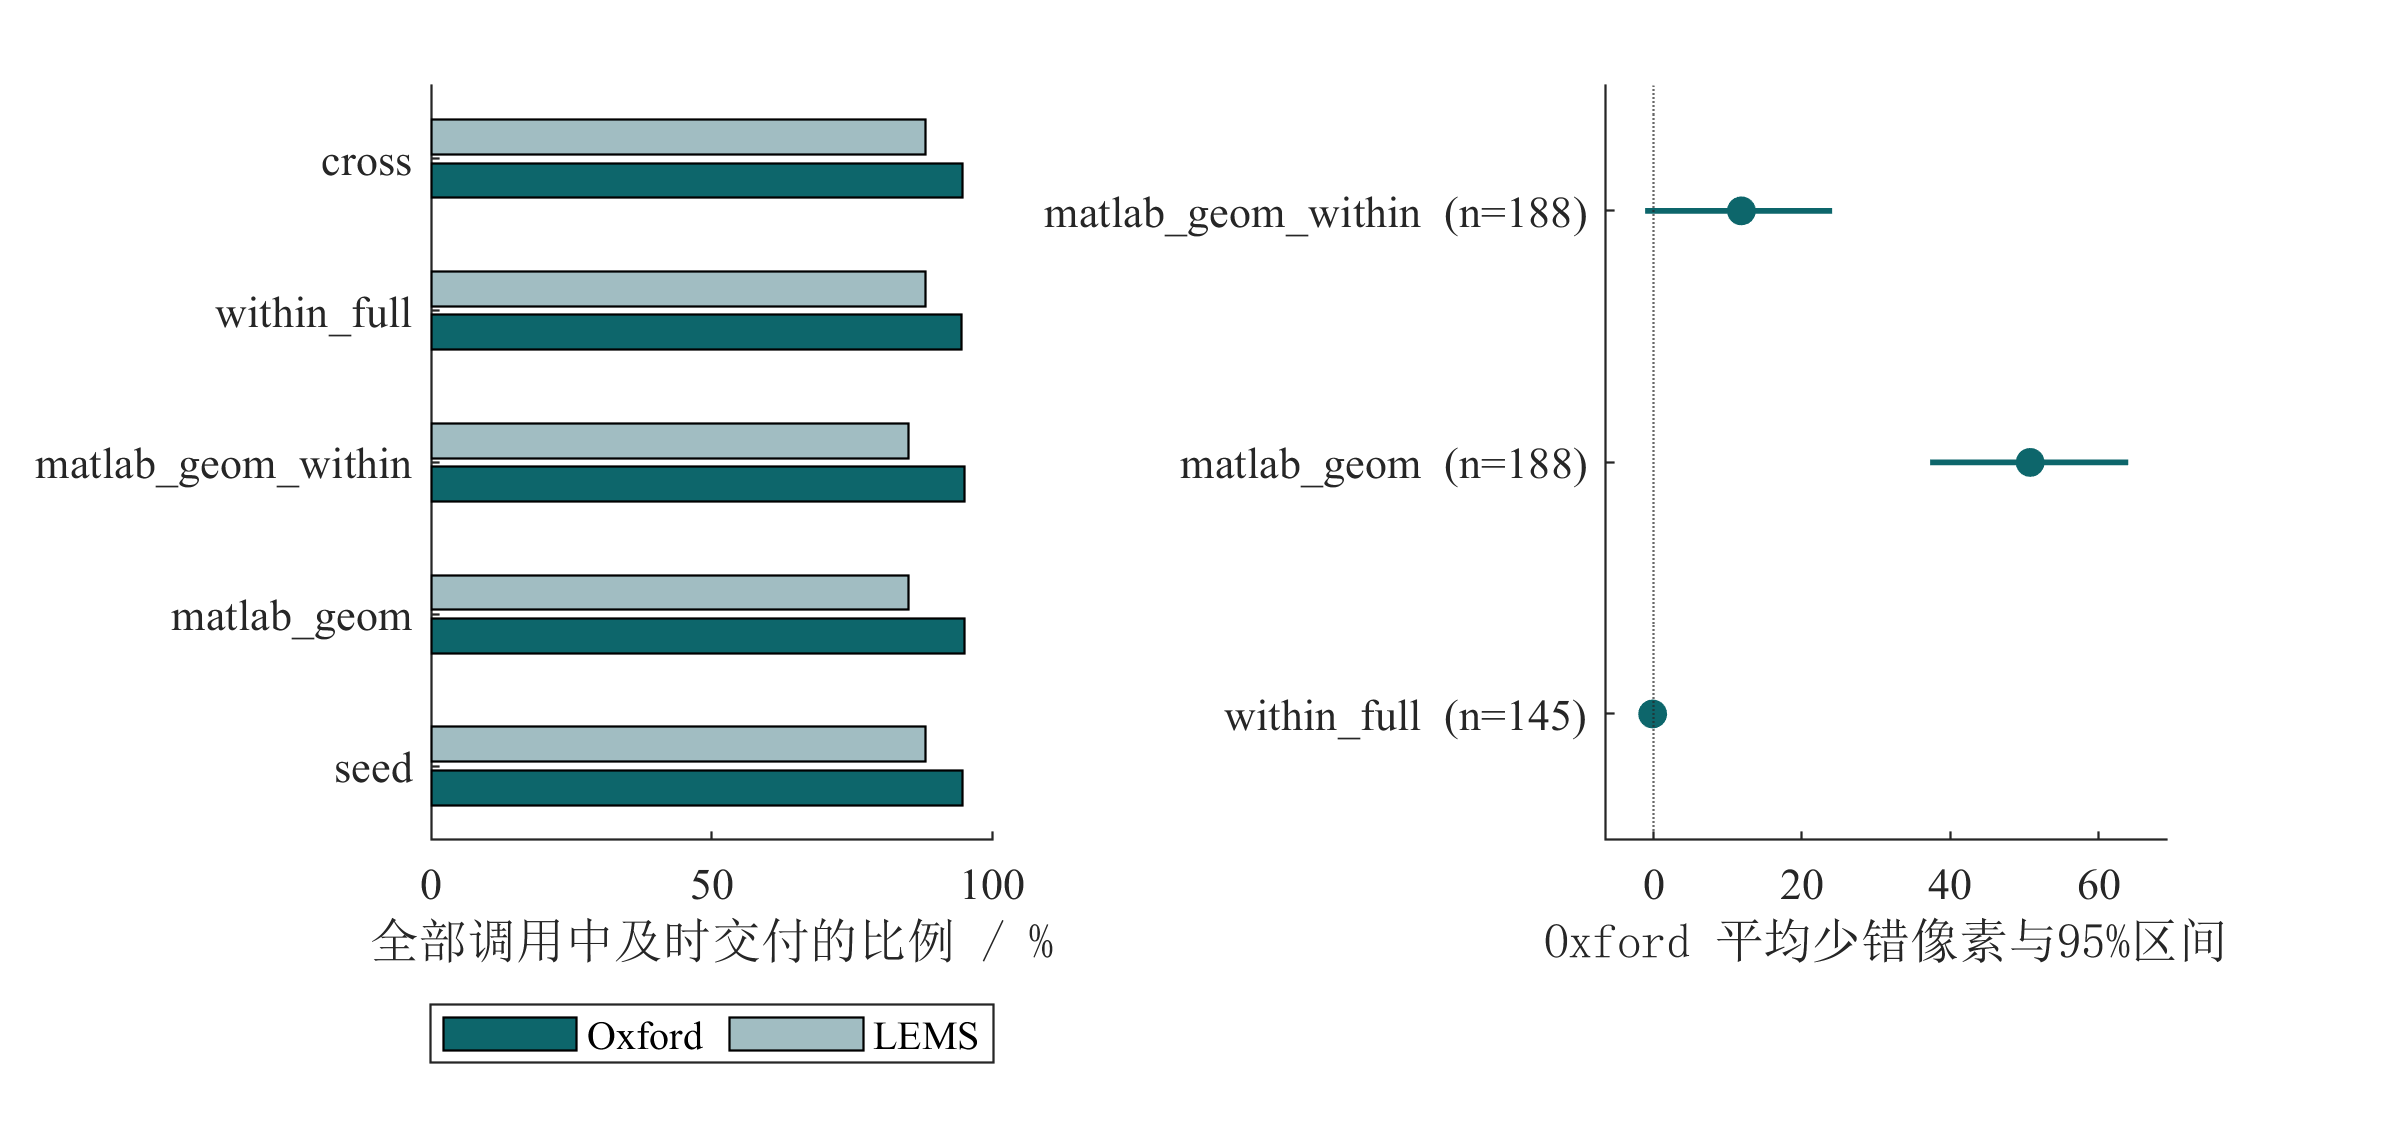 cross
within_full
matlab_geom_within
matlab_geom
seed
0 50 100
全部调用中及时交付的比例 / %
Oxford LEMS
matlab_geom_within (n=188)
matlab_geom (n=188)
within_full (n=145)
0 20 40 60
Oxford 平均少错像素与95%区间